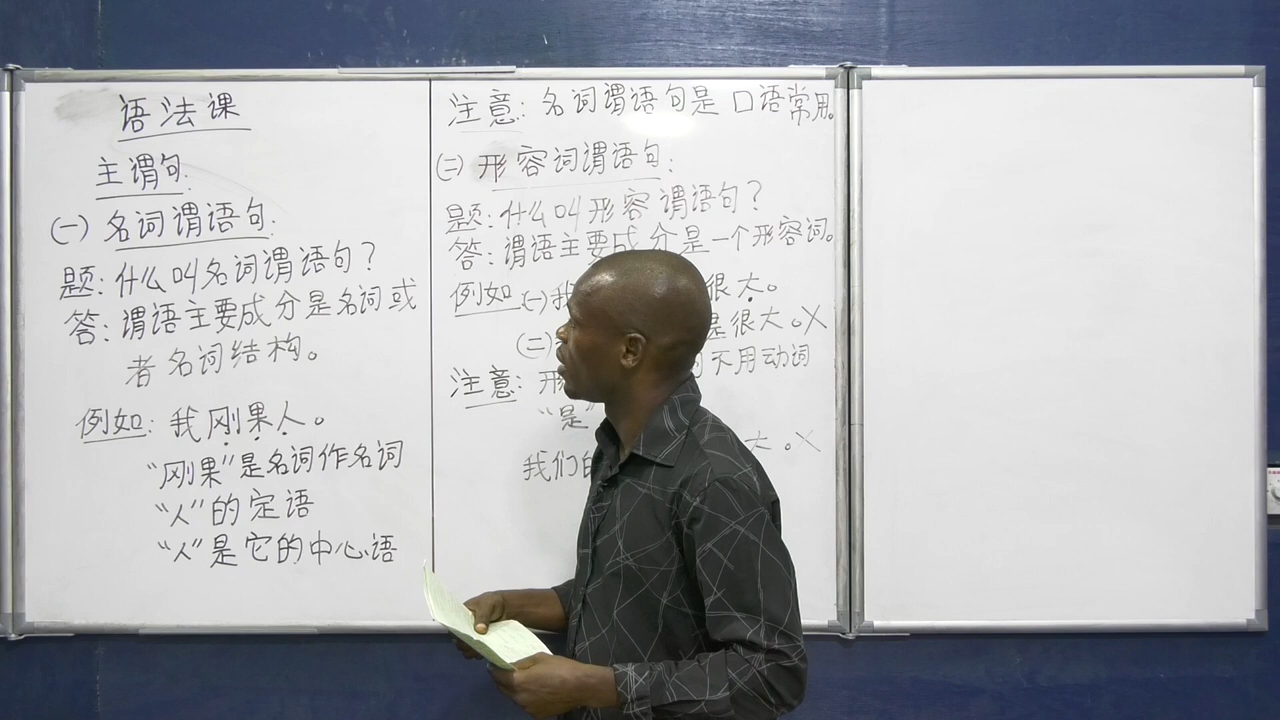 语法课
主谓句:
(一) 名词谓语句:
题: 什么叫名词谓语句?
答: 谓语主要成分是名词或
者名词结构。
例如: 我刚果人。
“刚果”是名词作名词
“人”的定语
“人”是它的中心语
注意: 名词谓语句是 口语常用。
(二) 形容词谓语句:
题: 什么叫形容谓语句?
答: 谓语主要成分是一个形容词。
例如 (一) 我 很大。
(二) 是很大。X
注意: 形 不用动词
“是”
大。X
我们的